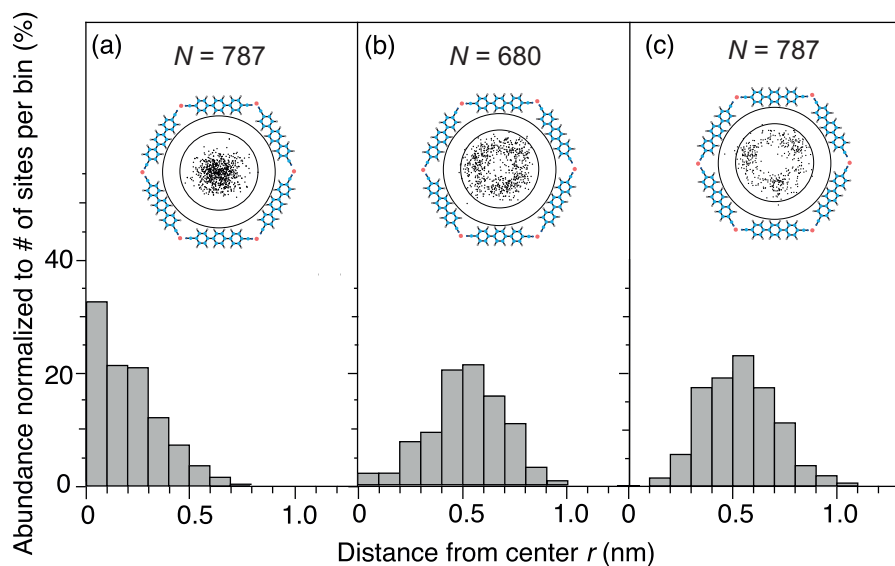 Abundance normalized to # of sites per bin (%)
(a)
N = 787
(b)
N = 680
(c)
N = 787
40
20
0
0
0.5
1.0
0
0.5
1.0
0
0.5
1.0
Distance from center r (nm)